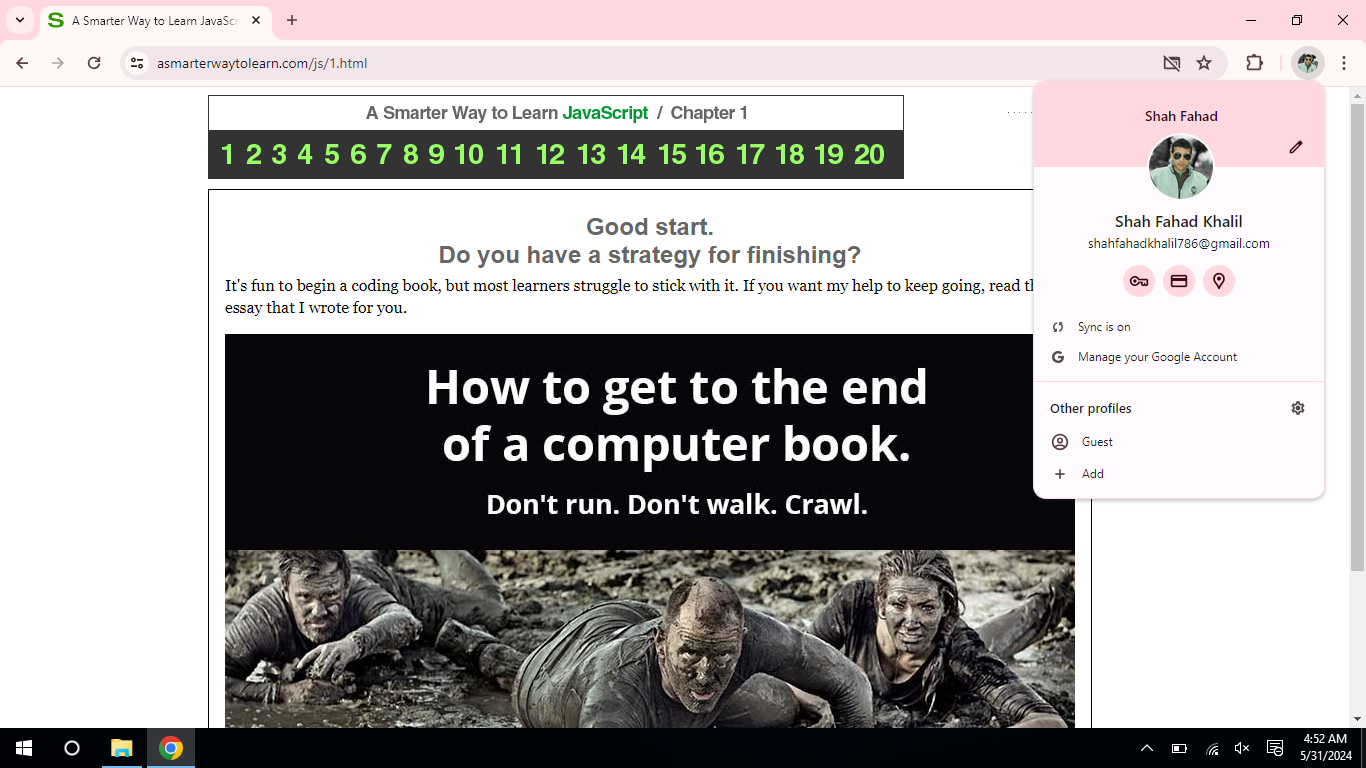 A Smarter Way to Learn JavaScr
asmarterwaytolearn.com/js/1.html
A Smarter Way to Learn JavaScript / Chapter 1
1 2 3 4 5 6 7 8 9 10 11 12 13 14 15 16 17 18 19 20
Good start.
Do you have a strategy for finishing?
It's fun to begin a coding book, but most learners struggle to stick with it. If you want my help to keep going, read
essay that I wrote for you.
How to get to the end
of a computer book.
Don't run. Don't walk. Crawl.
Shah Fahad
Shah Fahad Khalil
shahfahadkhalil786@gmail.com
Sync is on
Manage your Google Account
Other profiles
Guest
Add
4:52 AM
5/31/2024